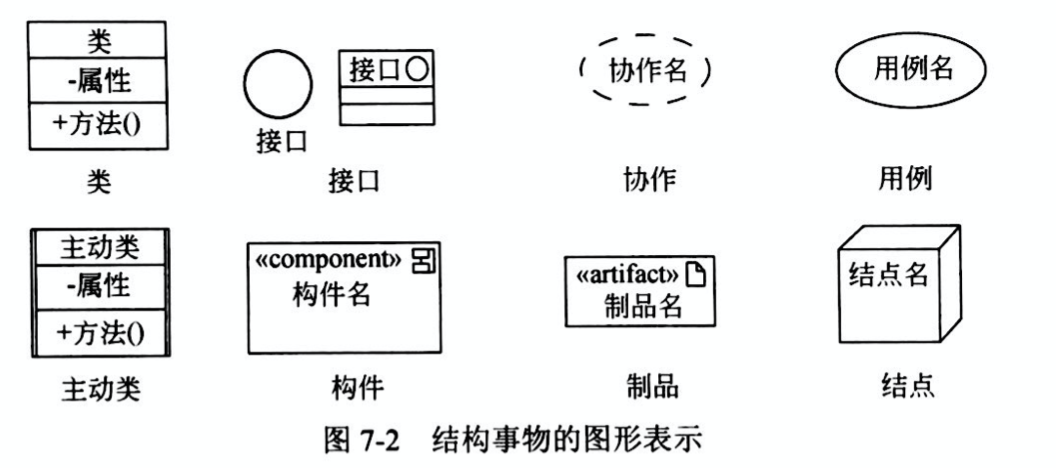 类
-属性
+方法()
类
接口
接口
接口
协作名
协作
用例名
用例
主动类
-属性
+方法()
主动类
«component»
构件名
构件
«artifact»
制品名
制品
结点名
结点
图 7-2 结构事物的图形表示